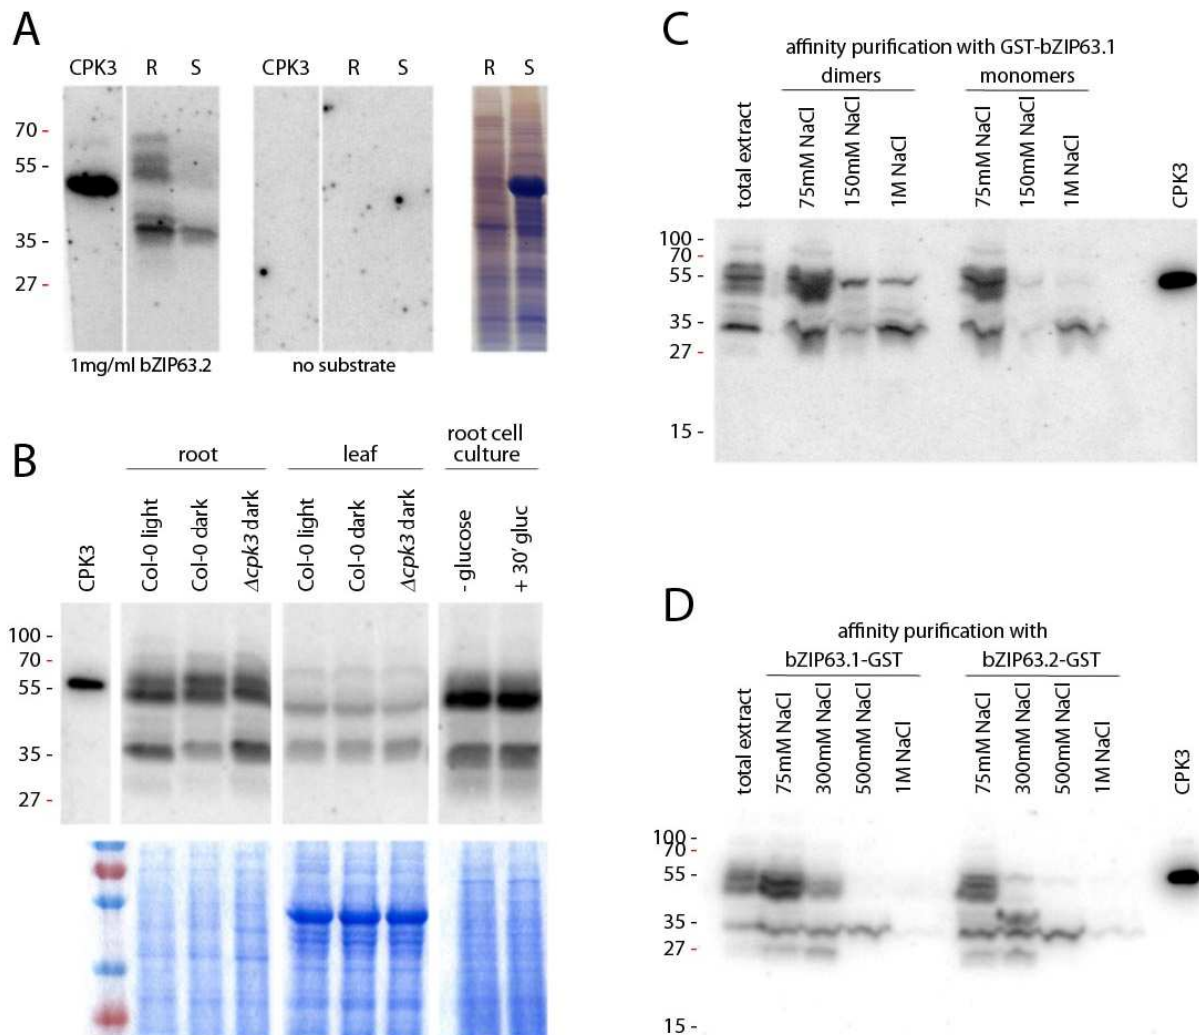 A
CPK3 R S CPK3 R S R S
70 -
55 -
35 -
27 -
1mg/ml bZIP63.2 no substrate
B
root leaf root cell
culture
CPK3
Col-0 light
Col-0 dark
Δcpk3 dark
Col-0 light
Col-0 dark
Δcpk3 dark
- glucose
+ 30' gluc
100 -
70 -
55 -
35 -
27 -
C
affinity purification with GST-bZIP63.1
dimers monomers
total extract
75mM NaCl
150mM NaCl
1M NaCl
75mM NaCl
150mM NaCl
1M NaCl
CPK3
100 -
70 -
55 -
35 -
27 -
15 -
D
affinity purification with
bZIP63.1-GST bZIP63.2-GST
total extract
75mM NaCl
300mM NaCl
500mM NaCl
1M NaCl
75mM NaCl
300mM NaCl
500mM NaCl
1M NaCl
CPK3
100 -
70 -
55 -
35 -
27 -
15 -